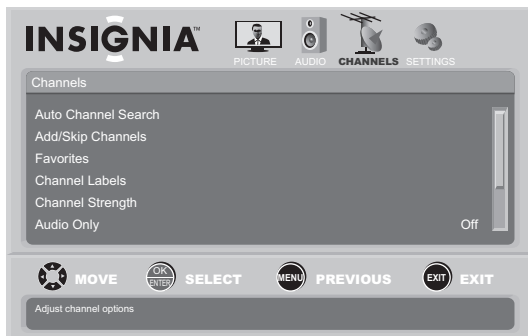 INSIGNIA™
PICTURE AUDIO CHANNELS SETTINGS
Channels
Auto Channel Search
Add/Skip Channels
Favorites
Channel Labels
Channel Strength
Audio Only Off
MOVE OK ENTER SELECT MENU PREVIOUS EXIT EXIT
Adjust channel options